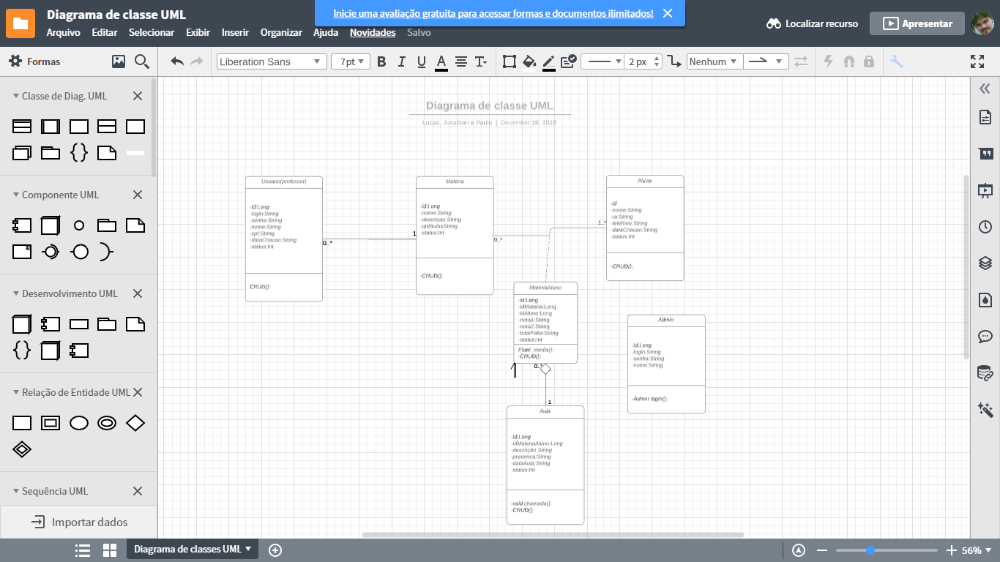 Diagrama de classe UML
Inicie uma avaliação gratuita para acessar formas e documentos ilimitados!
Arquivo Editar Selecionar Exibir Inserir Organizar Ajuda Novidades Salvo
Localizar recurso
Apresentar
Formas
Liberation Sans
7pt
B I U A T
2 px
Nenhum
Classe de Diag. UML
Componente UML
Desenvolvimento UML
Relação de Entidade UML
Sequência UML
Importar dados
Diagrama de classe UML
Lucas, Jonathan e Paulo | December 19, 2019
Usuario(professor)
-id:Long
-login:String
-senha:String
-nome:String
-cpf:String
-dataCriacao:String
-status:Int
CRUD();
0..*
1
Matéria
-id:Long
-nome:String
-descricao:String
-qtdAulasString
-status:Int
-CRUD();
0..*
1..*
Aluno
-id
-nome:String
-ra:String
-telefone:String
-dataCriacao:String
-status:Int
-CRUD();
MatériaAluno
-id:Long
-idMateria:Long
-idAluno:Long
-nota1:String
-nota2:String
-totalFalta:String
-status:Int
Float media();
-CRUD();
0..*
1
Admin
-id:Long
-login:String
-senha:String
-nome:String
-Admin login();
Aula
-id:Long
-idMateriaAluno:Long
-descrição:String
-presenca:String
-dataAula:String
-status:Int
-void chamada();
-CRUD();
Diagrama de classes UML
56%